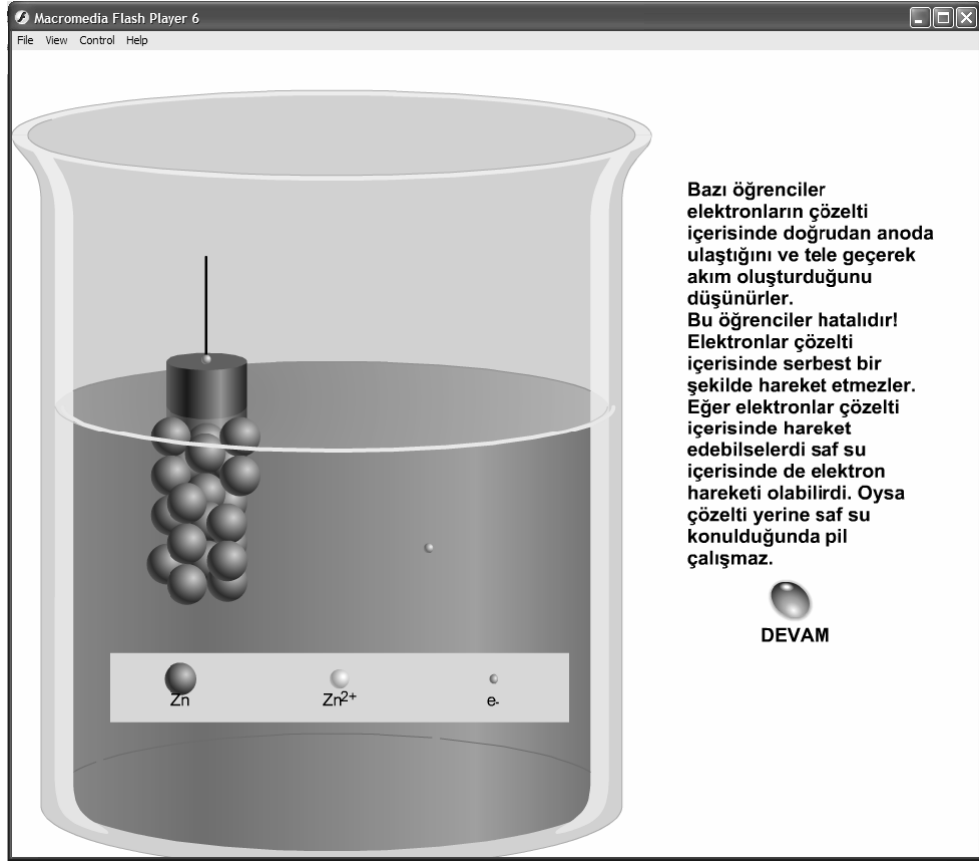 Macromedia Flash Player 6
File View Control Help
Bazı öğrenciler
elektronların çözelti
içerisinde doğrudan anoda
ulaştığını ve tele geçerek
akım oluşturduğunu
düşünürler.
Bu öğrenciler hatalıdır!
Elektronlar çözelti
içerisinde serbest bir
şekilde hareket etmezler.
Eğer elektronlar çözelti
içerisinde hareket
edebilselerdi saf su
içerisinde de elektron
hareketi olabilirdi. Oysa
çözelti yerine saf su
konulduğunda pil
çalışmaz.
DEVAM
Zn Zn2+ e-